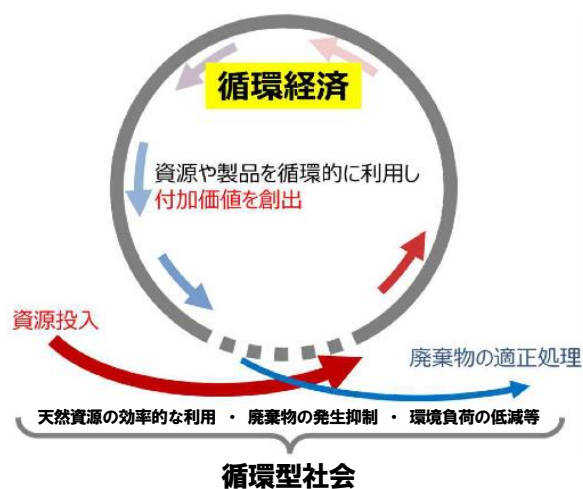 循環経済
資源や製品を循環的に利用し
付加価値を創出
資源投入
廃棄物の適正処理
天然資源の効率的な利用 ・ 廃棄物の発生抑制 ・ 環境負荷の低減等
循環型社会